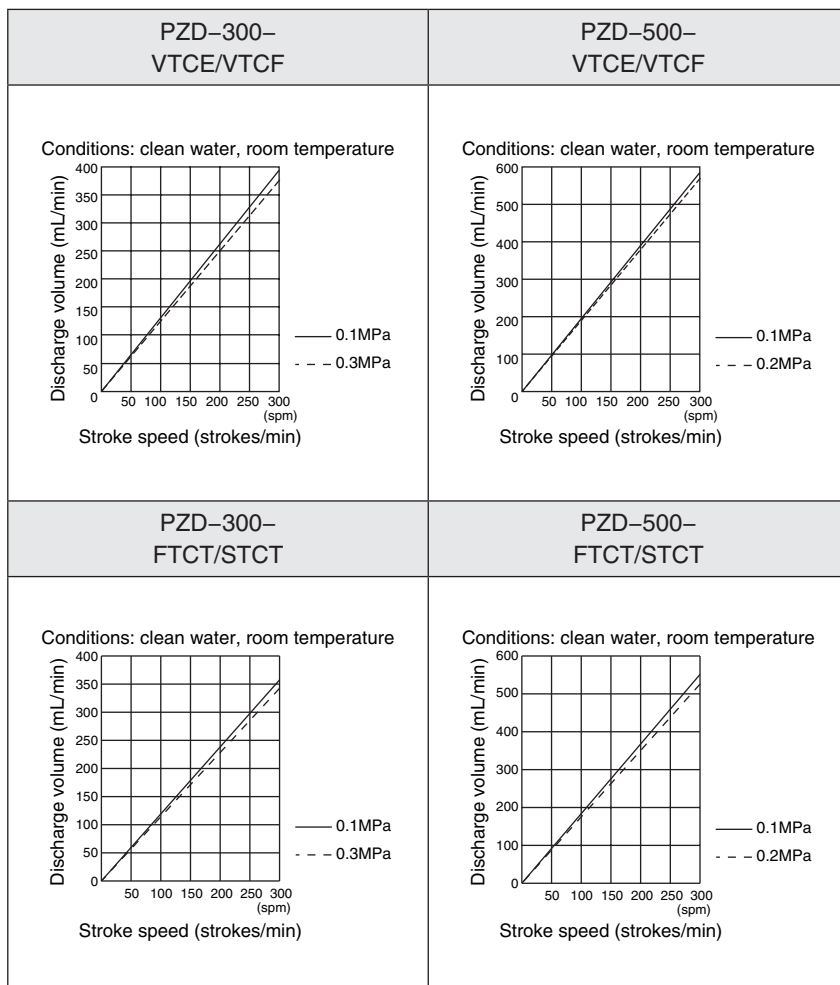 PZD–300–
VTCE/VTCF
PZD–500–
VTCE/VTCF
Conditions: clean water, room temperature
Discharge volume (mL/min)
400
350
300
250
200
150
100
50
0
50 100 150 200 250 300
(spm)
Stroke speed (strokes/min)
0.1MPa
0.3MPa
Conditions: clean water, room temperature
Discharge volume (mL/min)
600
500
400
300
200
100
0
50 100 150 200 250 300
(spm)
Stroke speed (strokes/min)
0.1MPa
0.2MPa
PZD–300–
FTCT/STCT
PZD–500–
FTCT/STCT
Conditions: clean water, room temperature
Discharge volume (mL/min)
400
350
300
250
200
150
100
50
0
50 100 150 200 250 300
(spm)
Stroke speed (strokes/min)
0.1MPa
0.3MPa
Conditions: clean water, room temperature
Discharge volume (mL/min)
600
500
400
300
200
100
0
50 100 150 200 250 300
(spm)
Stroke speed (strokes/min)
0.1MPa
0.2MPa